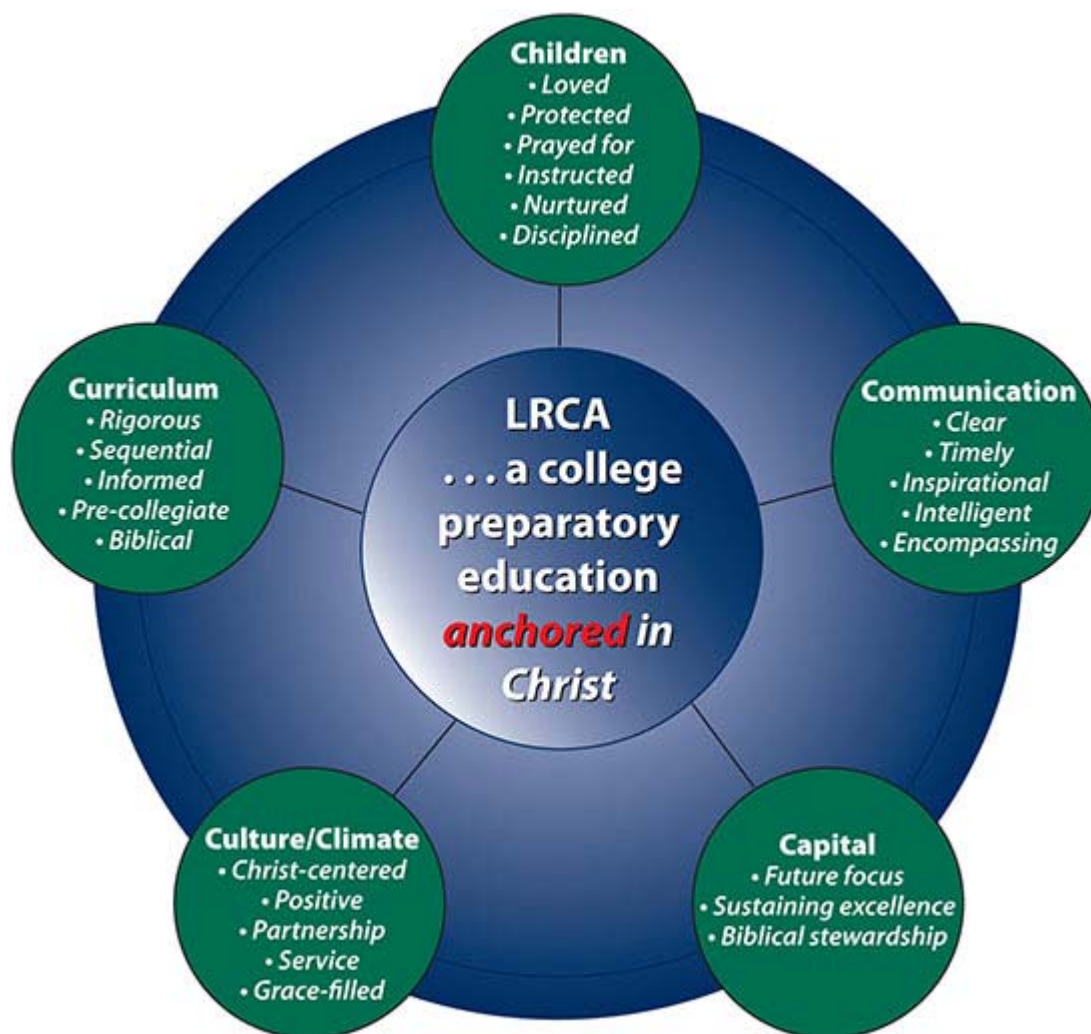 Children
• Loved
• Protected
• Prayed for
• Instructed
• Nurtured
• Disciplined
Curriculum
• Rigorous
• Sequential
• Informed
• Pre-collegiate
• Biblical
LRCA
. . . a college
preparatory
education
anchored in
Christ
Communication
• Clear
• Timely
• Inspirational
• Intelligent
• Encompassing
Culture/Climate
• Christ-centered
• Positive
• Partnership
• Service
• Grace-filled
Capital
• Future focus
• Sustaining excellence
• Biblical stewardship